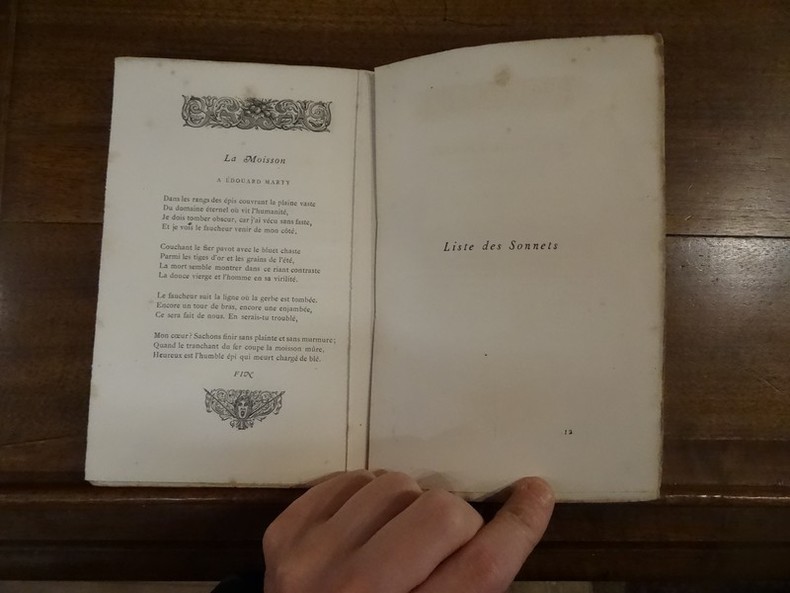 La Moisson
A ÉDOUARD MARTY
Dans les rangs des épis couvrant la plaine vaste
Du domaine éternel où vit l'humanité,
Je dois tomber obscur, car j'ai vécu sans faste,
Et je vois le faucheur venir de mon côté.
Couchant le fier pavot avec le bluet chaste
Parmi les tiges d'or et les grains de l'été,
La mort semble montrer dans ce riant contraste
La douce vierge et l'homme en sa virilité.
Le faucheur suit la ligne où la gerbe est tombée.
Encore un tour de bras, encore une enjambée,
Ce sera fait de nous. En serais-tu troublé,
Mon cœur? Sachons finir sans plainte et sans murmure;
Quand le tranchant du fer coupe la moisson mûre,
Heureux est l'humble épi qui meurt chargé de blé.
FIN
Liste des Sonnets
12